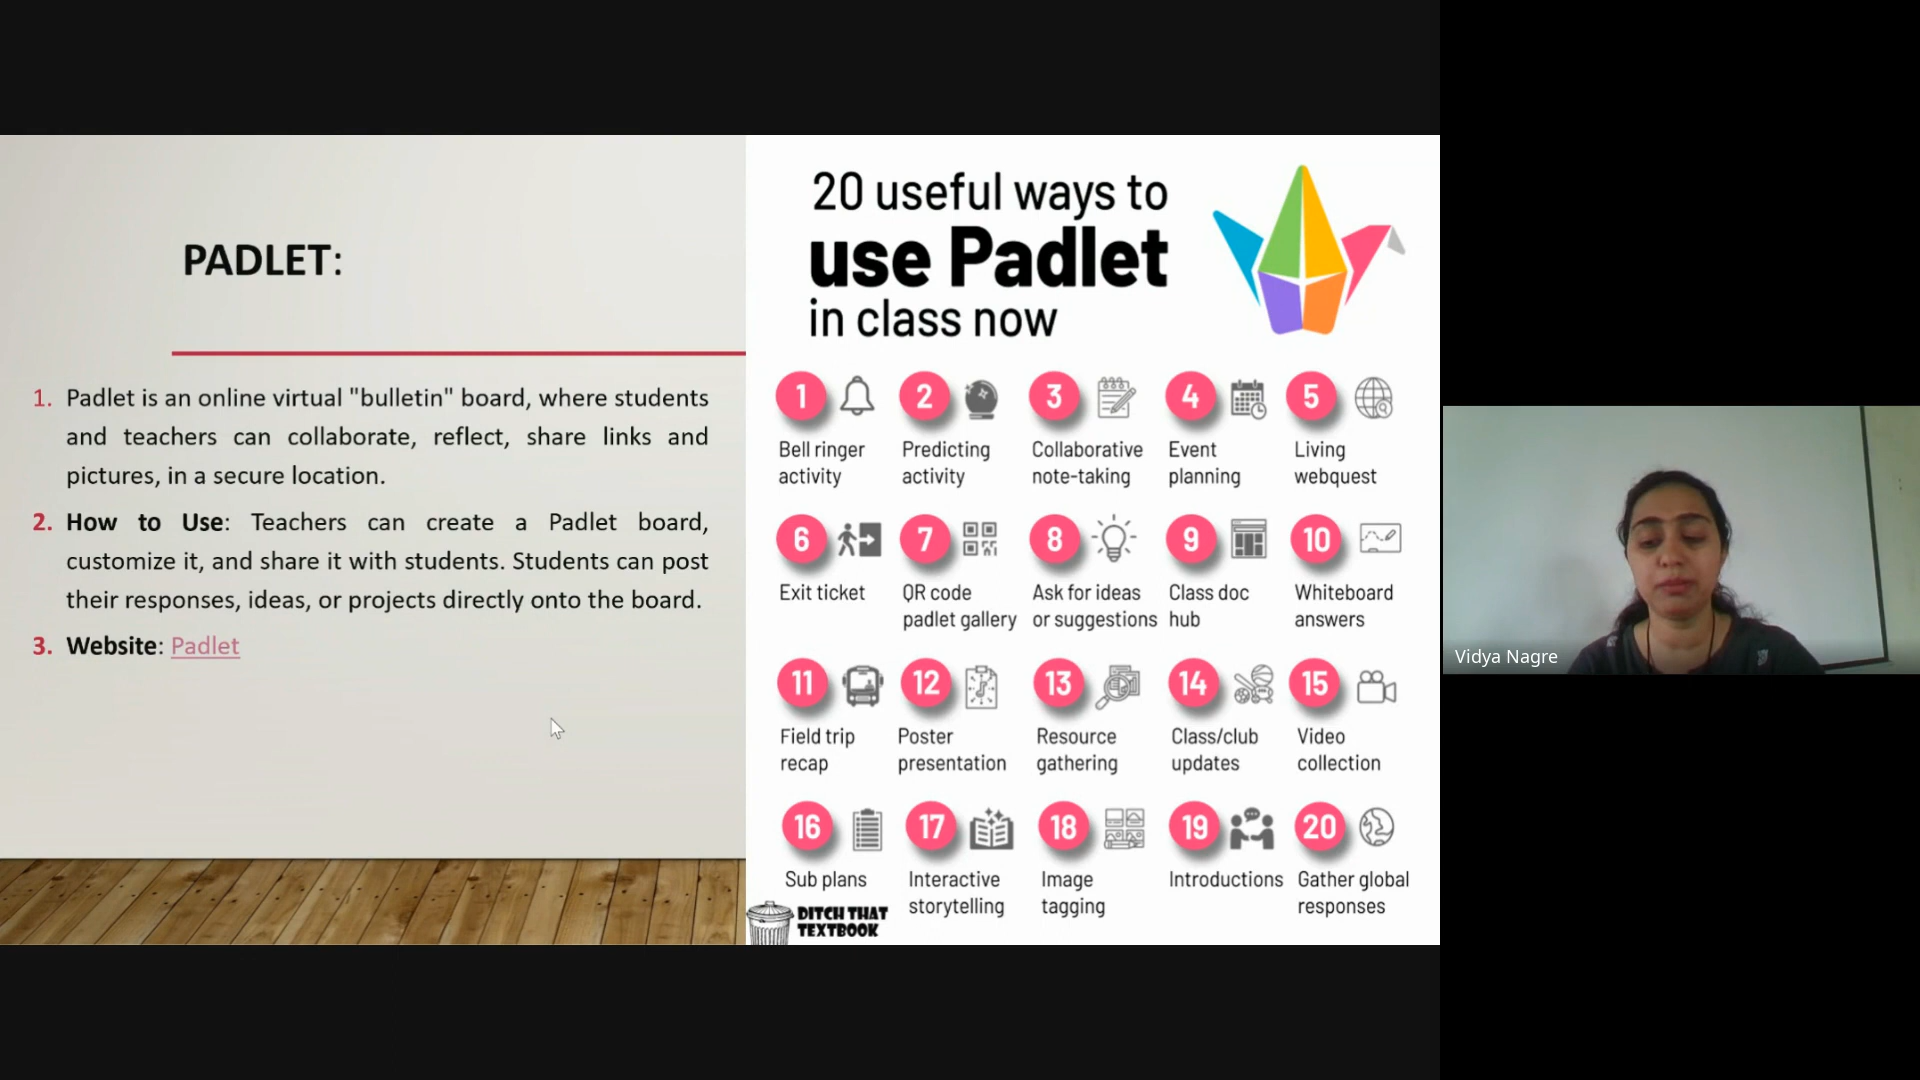 PADLET:
1. Padlet is an online virtual "bulletin" board, where students
and teachers can collaborate, reflect, share links and
pictures, in a secure location.
2. How to Use: Teachers can create a Padlet board,
customize it, and share it with students. Students can post
their responses, ideas, or projects directly onto the board.
3. Website: Padlet
20 useful ways to
use Padlet
in class now
1
Bell ringer
activity
2
Predicting
activity
3
Collaborative
note-taking
4
Event
planning
5
Living
webquest
6
Exit ticket
7
QR code
padlet gallery
8
Ask for ideas
or suggestions
9
Class doc
hub
10
Whiteboard
answers
11
Field trip
recap
12
Poster
presentation
13
Resource
gathering
14
Class/club
updates
15
Video
collection
16
Sub plans
17
Interactive
storytelling
18
Image
tagging
19
Introductions
20
Gather global
responses
DITCH THAT
TEXTBOOK
Vidya Nagre